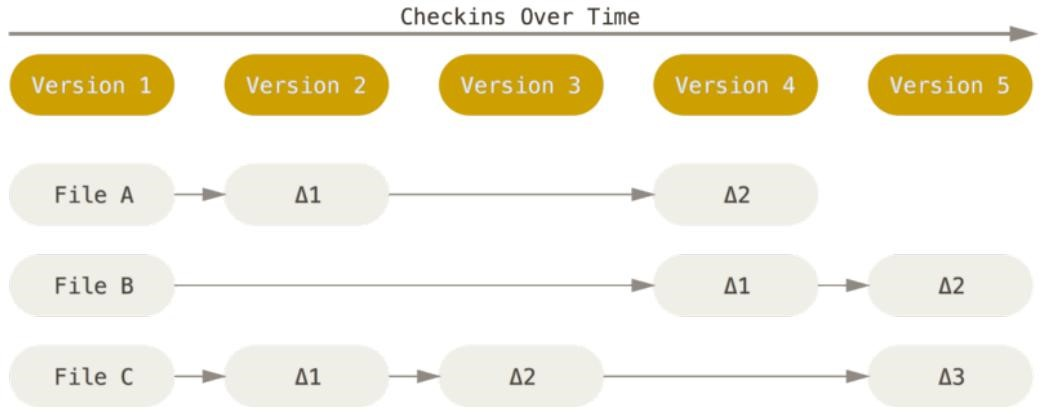 Checkins Over Time
Version 1 Version 2 Version 3 Version 4 Version 5
File A Δ1 Δ2
File B Δ1 Δ2
File C Δ1 Δ2 Δ3